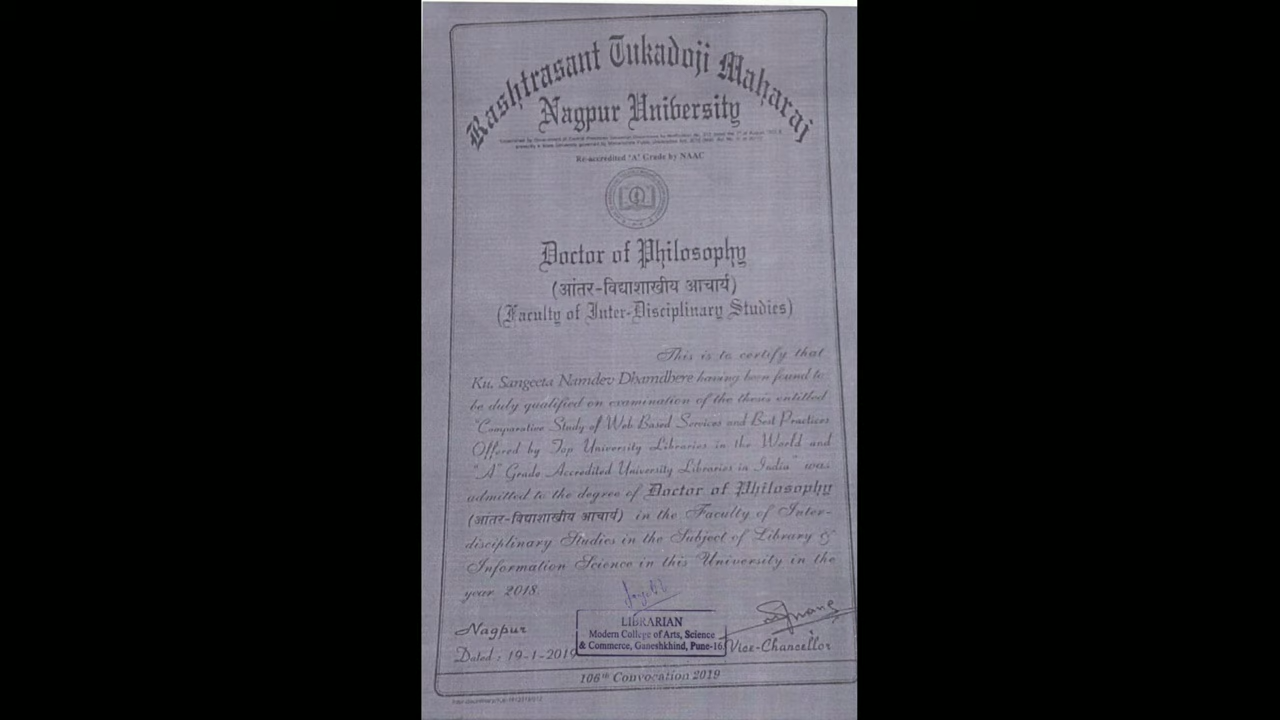 Rashtrasant Tukadoji Maharaj
Nagpur University
Re-accredited 'A' Grade by NAAC
Doctor of Philosophy
(आंतर-विद्याशाखीय आचार्य)
(Faculty of Inter-Disciplinary Studies)
This is to certify that
Ku. Sangeeta Namdev Dhamdhere having been found to
be duly qualified on examination of the thesis entitled
"Comparative Study of Web Based Services and Best Practices
Offered by Top University Libraries in the World and
"A" Grade Accredited University Libraries in India" was
admitted to the degree of Doctor of Philosophy
(आंतर-विद्याशाखीय आचार्य) in the Faculty of Inter-
disciplinary Studies in the Subject of Library &
Information Science in this University in the
year 2018.
LIBRARIAN
Modern College of Arts, Science
& Commerce, Ganeshkhind, Pune-16
Nagpur
Dated : 19-1-2019
Vice-Chancellor
106th Convocation 2019